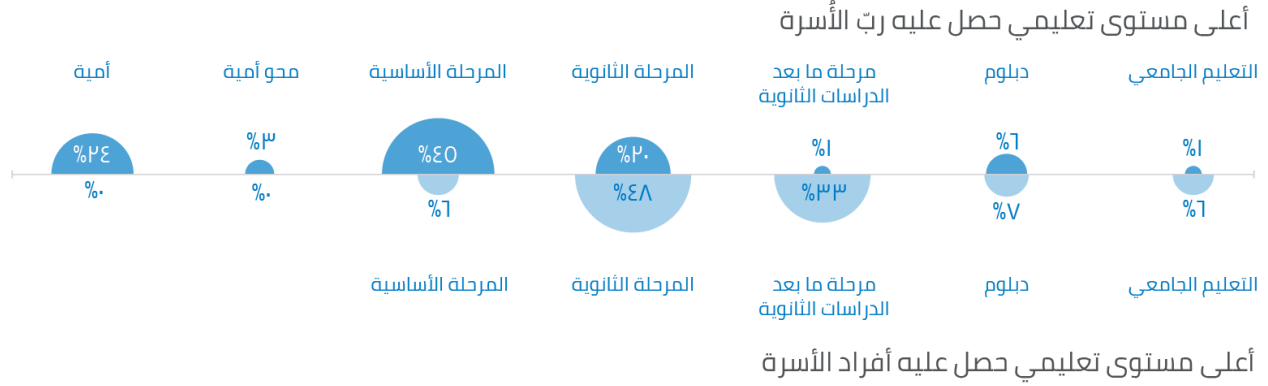 أعلى مستوى تعليمي حصل عليه ربّ الأُسرة
التعليم الجامعي
دبلوم
مرحلة ما بعد
الدراسات الثانوية
المرحلة الثانوية
المرحلة الأساسية
محو أمية
أمية
%١
%٦
%١
%٢٠
%٤٥
%٣
%٢٤
%٦
%٧
%٣٣
%٤٨
%٦
%٠
%٠
التعليم الجامعي
دبلوم
مرحلة ما بعد
الدراسات الثانوية
المرحلة الثانوية
المرحلة الأساسية
أعلى مستوى تعليمي حصل عليه أفراد الأسرة